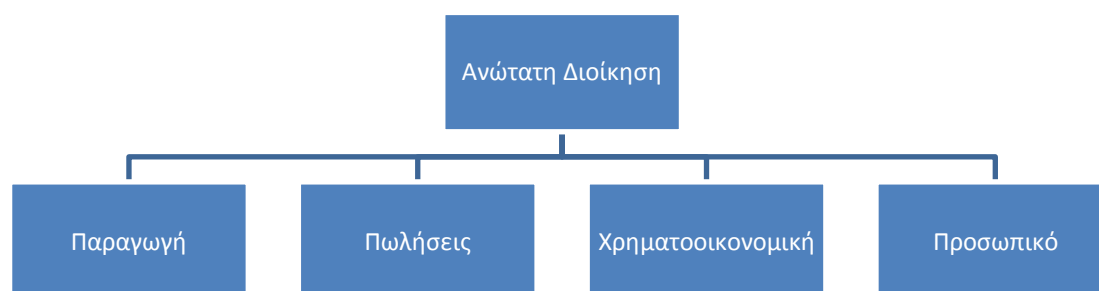 Ανώτατη Διοίκηση
Παραγωγή
Πωλήσεις
Χρηματοοικονομική
Προσωπικό